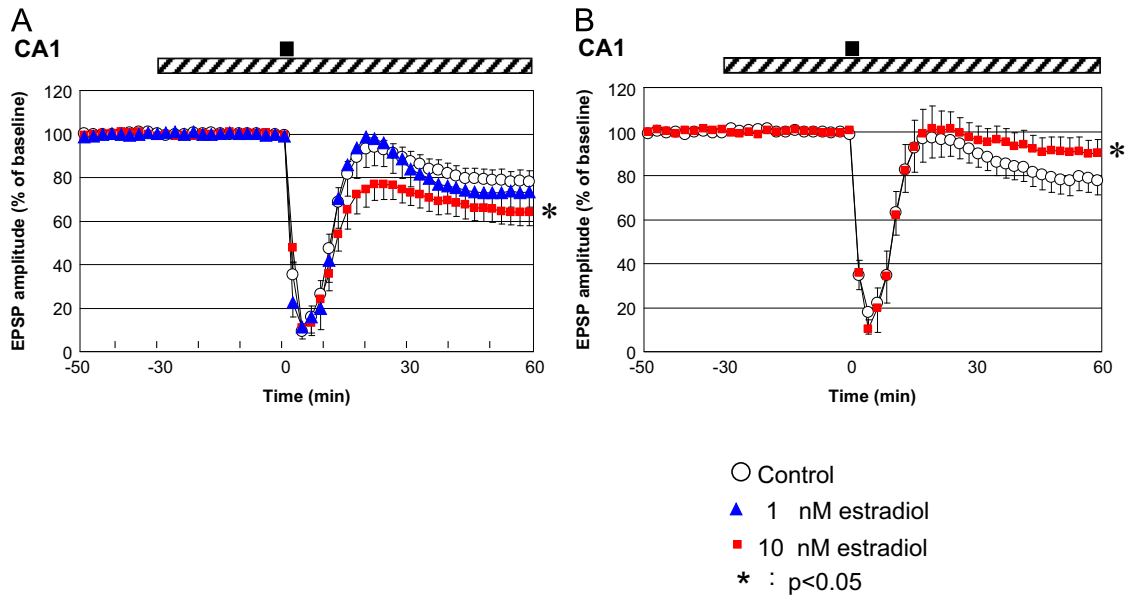 A
CA1
EPSP amplitude (% of baseline)
120
100
80
60
40
20
0
*
-50 -30 0 30 60
Time (min)
B
CA1
EPSP amplitude (% of baseline)
120
100
80
60
40
20
0
*
-50 -30 0 30 60
Time (min)
Control
1 nM estradiol
10 nM estradiol
* : p<0.05